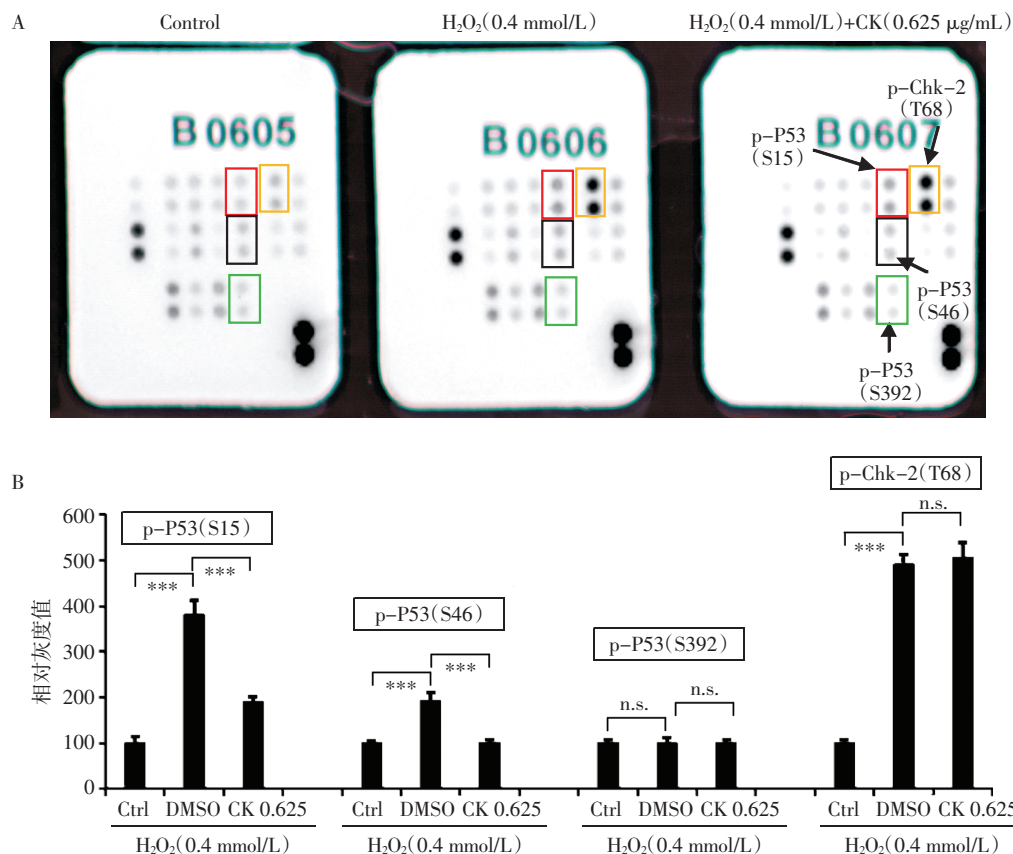 A
Control
H₂O₂(0.4 mmol/L)
H₂O₂(0.4 mmol/L)+CK(0.625 μg/mL)
B 0605
B 0606
B 0607
p-Chk-2
(T68)
p-P53
(S15)
p-P53
(S46)
p-P53
(S392)
B
相对灰度值
600
500
400
300
200
100
0
p-P53(S15)
***
***
p-P53(S46)
***
***
p-P53(S392)
n.s.
n.s.
p-Chk-2(T68)
***
n.s.
Ctrl DMSO CK 0.625
H₂O₂(0.4 mmol/L)
Ctrl DMSO CK 0.625
H₂O₂(0.4 mmol/L)
Ctrl DMSO CK 0.625
H₂O₂(0.4 mmol/L)
Ctrl DMSO CK 0.625
H₂O₂(0.4 mmol/L)